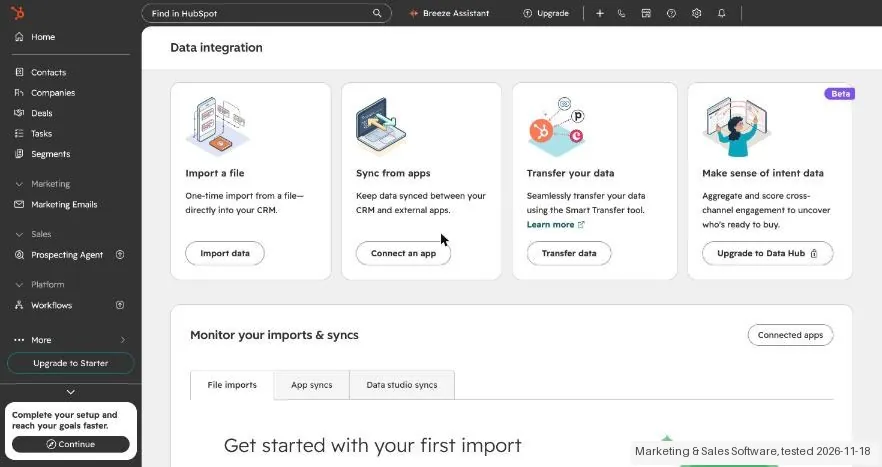 Find in HubSpot
Breeze Assistant
Upgrade
Home
Contacts
Companies
Deals
Tasks
Segments
Marketing
Marketing Emails
Sales
Prospecting Agent
Platform
Workflows
More
Upgrade to Starter
Complete your setup and
reach your goals faster.
Continue
Data integration
Import a file
One-time import from a file—
directly into your CRM.
Import data
Sync from apps
Keep data synced between your
CRM and external apps.
Connect an app
Transfer your data
Seamlessly transfer your data
using the Smart Transfer tool.
Learn more
Transfer data
Beta
Make sense of intent data
Aggregate and score cross-
channel engagement to uncover
who's ready to buy.
Upgrade to Data Hub
Monitor your imports & syncs
Connected apps
File imports
App syncs
Data studio syncs
Get started with your first import
Marketing & Sales Software, tested 2026-11-18